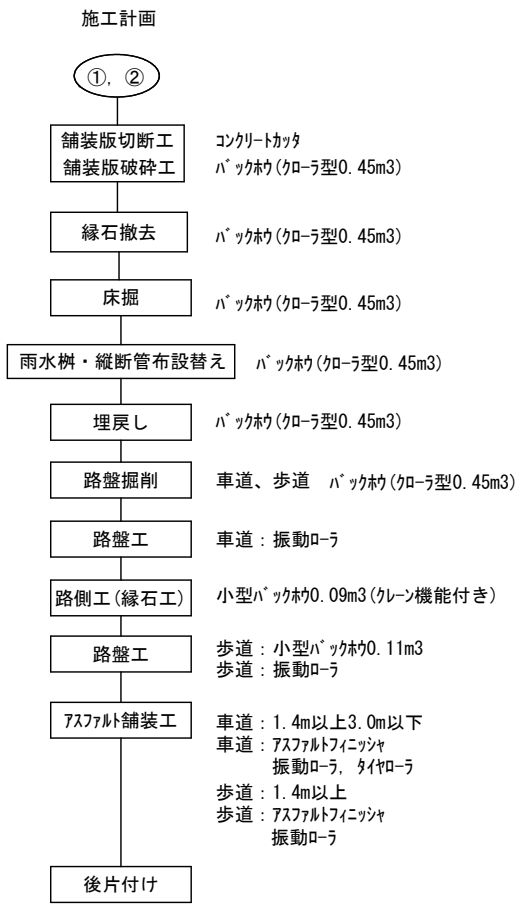 施工計画
①, ②
舗装版切断工 ｺﾝｸﾘｰﾄｶｯﾀ
舗装版破砕工 ﾊﾞｯｸﾎｳ(ｸﾛｰﾗ型0.45m3)
縁石撤去 ﾊﾞｯｸﾎｳ(ｸﾛｰﾗ型0.45m3)
床掘 ﾊﾞｯｸﾎｳ(ｸﾛｰﾗ型0.45m3)
雨水桝・縦断管布設替え ﾊﾞｯｸﾎｳ(ｸﾛｰﾗ型0.45m3)
埋戻し ﾊﾞｯｸﾎｳ(ｸﾛｰﾗ型0.45m3)
路盤掘削 車道、歩道 ﾊﾞｯｸﾎｳ(ｸﾛｰﾗ型0.45m3)
路盤工 車道：振動ﾛｰﾗ
路側工(縁石工) 小型ﾊﾞｯｸﾎｳ0.09m3(ｸﾚｰﾝ機能付き)
路盤工 歩道：小型ﾊﾞｯｸﾎｳ0.11m3
歩道：振動ﾛｰﾗ
ｱｽﾌｧﾙﾄ舗装工 車道：1.4m以上3.0m以下
車道：ｱｽﾌｧﾙﾄﾌｨﾆｯｼｬ
振動ﾛｰﾗ, ﾀｲﾔﾛｰﾗ
歩道：1.4m以上
歩道：ｱｽﾌｧﾙﾄﾌｨﾆｯｼｬ
振動ﾛｰﾗ
後片付け